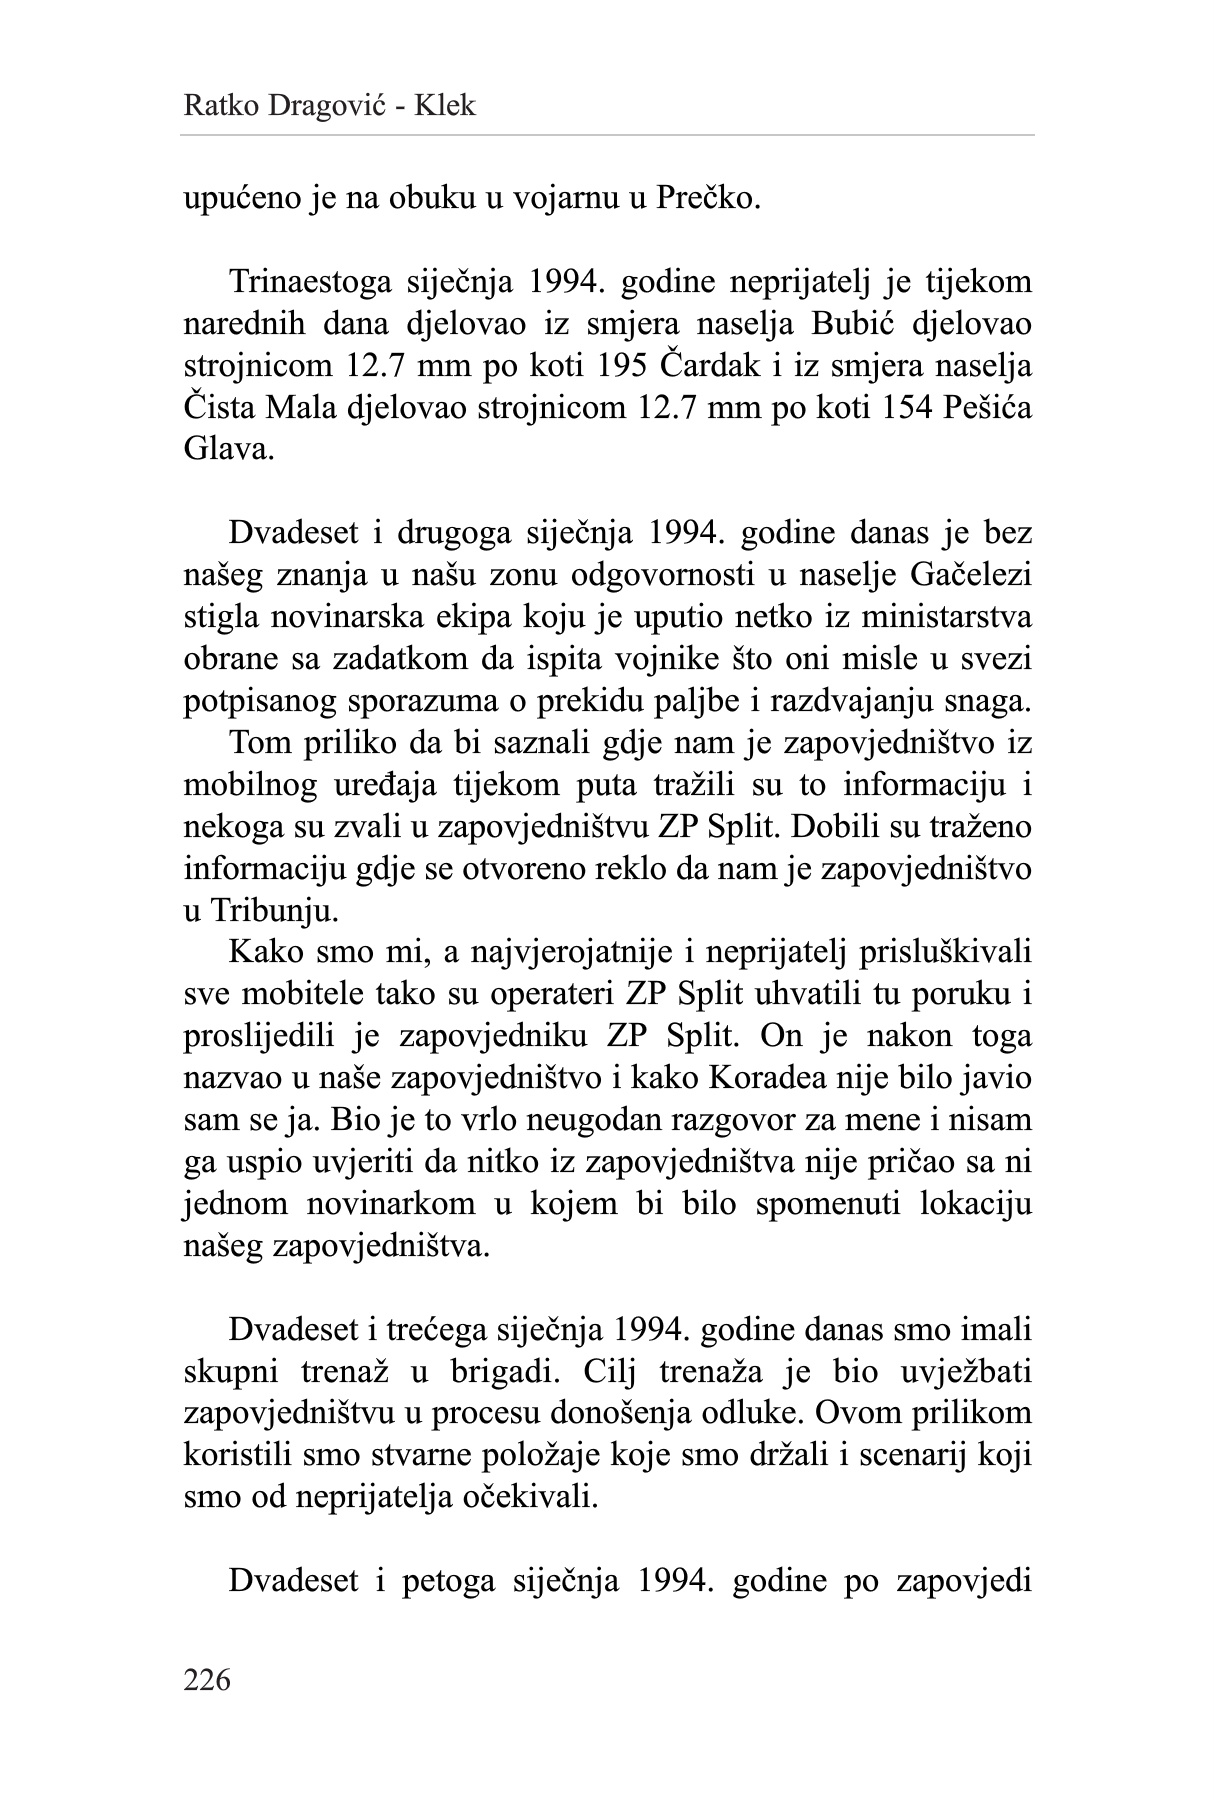 Ratko Dragović - Klek
upućeno je na obuku u vojarnu u Prečko.
Trinaestoga siječnja 1994. godine neprijatelj je tijekom
narednih dana djelovao iz smjera naselja Bubić djelovao
strojnicom 12.7 mm po koti 195 Čardak i iz smjera naselja
Čista Mala djelovao strojnicom 12.7 mm po koti 154 Pešića
Glava.
Dvadeset i drugoga siječnja 1994. godine danas je bez
našeg znanja u našu zonu odgovornosti u naselje Gačelezi
stigla novinarska ekipa koju je uputio netko iz ministarstva
obrane sa zadatkom da ispita vojnike što oni misle u svezi
potpisanog sporazuma o prekidu paljbe i razdvajanju snaga.
Tom priliko da bi saznali gdje nam je zapovjedništvo iz
mobilnog uređaja tijekom puta tražili su to informaciju i
nekoga su zvali u zapovjedništvu ZP Split. Dobili su traženo
informaciju gdje se otvoreno reklo da nam je zapovjedništvo
u Tribunju.
Kako smo mi, a najvjerojatnije i neprijatelj prisluškivali
sve mobitele tako su operateri ZP Split uhvatili tu poruku i
proslijedili je zapovjedniku ZP Split. On je nakon toga
nazvao u naše zapovjedništvo i kako Koradea nije bilo javio
sam se ja. Bio je to vrlo neugodan razgovor za mene i nisam
ga uspio uvjeriti da nitko iz zapovjedništva nije pričao sa ni
jednom novinarkom u kojem bi bilo spomenuti lokaciju
našeg zapovjedništva.
Dvadeset i trećega siječnja 1994. godine danas smo imali
skupni trenaž u brigadi. Cilj trenaža je bio uvježbati
zapovjedništvu u procesu donošenja odluke. Ovom prilikom
koristili smo stvarne položaje koje smo držali i scenarij koji
smo od neprijatelja očekivali.
Dvadeset i petoga siječnja 1994. godine po zapovjedi
226